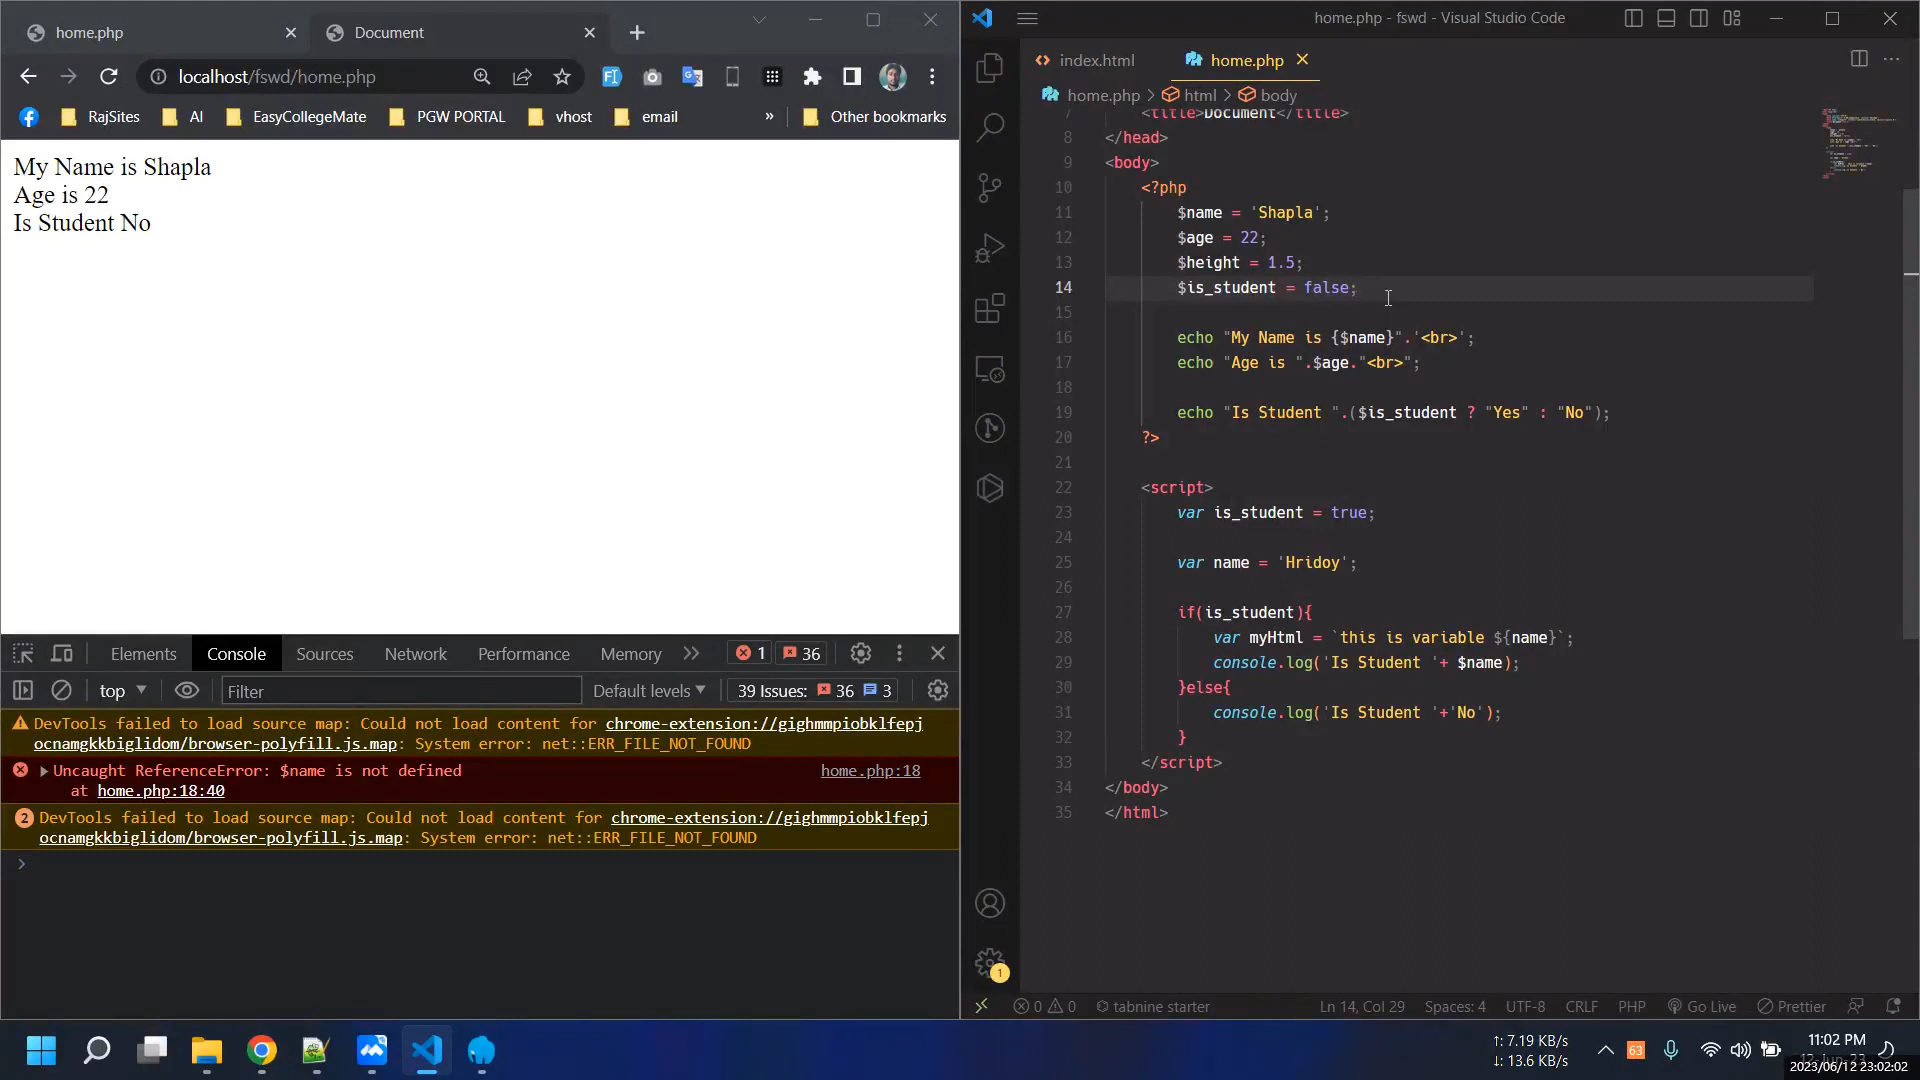 home.php
Document
localhost/fswd/home.php
RajSites
AI
EasyCollegeMate
PGW PORTAL
vhost
email
»
Other bookmarks
My Name is Shapla
Age is 22
Is Student No
Elements
Console
Sources
Network
Performance
Memory
1
36
top
Filter
Default levels
39 Issues: 36 3
DevTools failed to load source map: Could not load content for chrome-extension://gighmmpiobklfepj
ocnamgkkbiglidom/browser-polyfill.js.map: System error: net::ERR_FILE_NOT_FOUND
Uncaught ReferenceError: $name is not defined home.php:18
at home.php:18:40
2 DevTools failed to load source map: Could not load content for chrome-extension://gighmmpiobklfepj
ocnamgkkbiglidom/browser-polyfill.js.map: System error: net::ERR_FILE_NOT_FOUND
home.php - fswd - Visual Studio Code
index.html
home.php
home.php > html > body
7 <title>Document</title>
8 </head>
9 <body>
10 <?php
11 $name = 'Shapla';
12 $age = 22;
13 $height = 1.5;
14 $is_student = false;
15
16 echo "My Name is {$name}".'<br>';
17 echo "Age is ".$age."<br>";
18
19 echo "Is Student ".($is_student ? "Yes" : "No");
20 ?>
21
22 <script>
23 var is_student = true;
24
25 var name = 'Hridoy';
26
27 if(is_student){
28 var myHtml = `this is variable ${name}`;
29 console.log('Is Student '+ $name);
30 }else{
31 console.log('Is Student '+'No');
32 }
33 </script>
34 </body>
35 </html>
1
0 0
tabnine starter
Ln 14, Col 29
Spaces: 4
UTF-8
CRLF
PHP
Go Live
Prettier
↑: 7.19 KB/s
↓: 13.6 KB/s
63
11:02 PM
12-Jun-23
2023/06/12 23:02:02